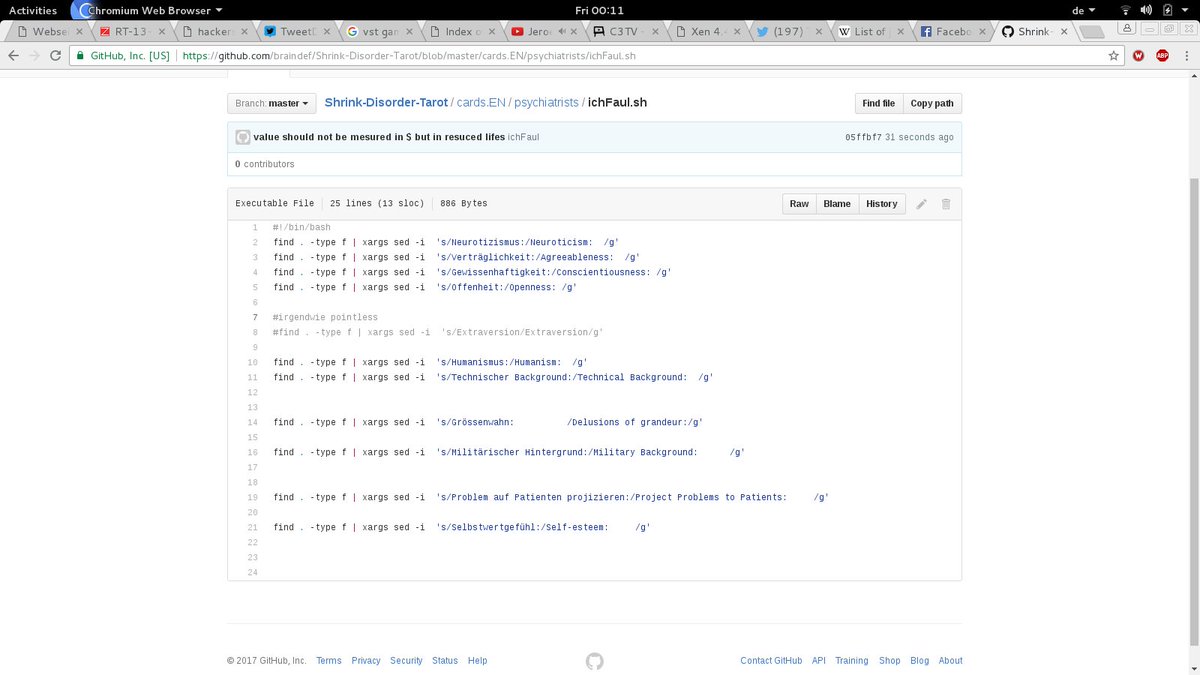 Activities Chromium Web Browser Fri 00:11 de
Webse RT-13- hackers TweetD vst gan Index o Jeroe C3TV - Xen 4. (197) List of Facebo Shrink-
GitHub, Inc. [US] https://github.com/braindef/Shrink-Disorder-Tarot/blob/master/cards.EN/psychiatrists/ichFaul.sh
Branch: master Shrink-Disorder-Tarot / cards.EN / psychiatrists / ichFaul.sh Find file Copy path
value should not be mesured in $ but in resuced lifes ichFaul 05ffbf7 31 seconds ago
0 contributors
Executable File 25 lines (13 sloc) 886 Bytes Raw Blame History
1 #!/bin/bash
2 find . -type f | xargs sed -i 's/Neurotizismus:/Neuroticism: /g'
3 find . -type f | xargs sed -i 's/Verträglichkeit:/Agreeableness: /g'
4 find . -type f | xargs sed -i 's/Gewissenhaftigkeit:/Conscientiousness: /g'
5 find . -type f | xargs sed -i 's/Offenheit:/Openness: /g'
6
7 #irgendwie pointless
8 #find . -type f | xargs sed -i 's/Extraversion/Extraversion/g'
9
10 find . -type f | xargs sed -i 's/Humanismus:/Humanism: /g'
11 find . -type f | xargs sed -i 's/Technischer Background:/Technical Background: /g'
12
13
14 find . -type f | xargs sed -i 's/Grössenwahn: /Delusions of grandeur:/g'
15
16 find . -type f | xargs sed -i 's/Militärischer Hintergrund:/Military Background: /g'
17
18
19 find . -type f | xargs sed -i 's/Problem auf Patienten projizieren:/Project Problems to Patients: /g'
20
21 find . -type f | xargs sed -i 's/Selbstwertgefühl:/Self-esteem: /g'
22
23
24
© 2017 GitHub, Inc. Terms Privacy Security Status Help Contact GitHub API Training Shop Blog About